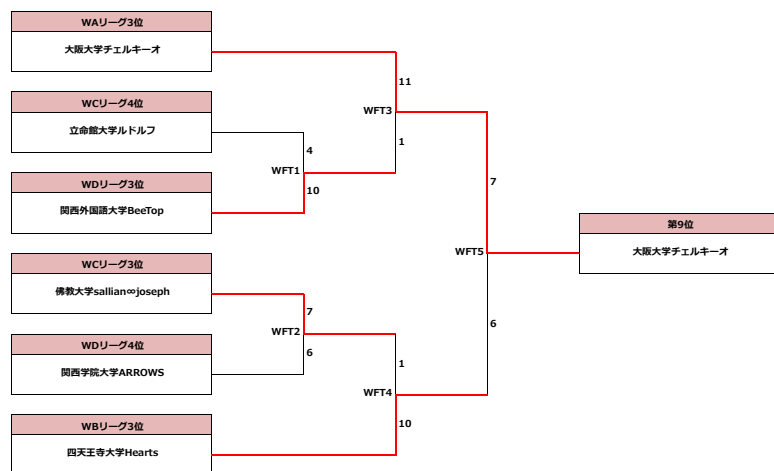 WAリーグ3位
大阪大学チェルキーオ
11
WFT3
1
WCリーグ4位
立命館大学ルドルフ
4
WFT1
10
WDリーグ3位
関西外国語大学BeeTop
7
WFT5
6
第9位
大阪大学チェルキーオ
WCリーグ3位
佛教大学sallian∞joseph
7
WFT2
6
WDリーグ4位
関西学院大学ARROWS
1
WFT4
10
WBリーグ3位
四天王寺大学Hearts